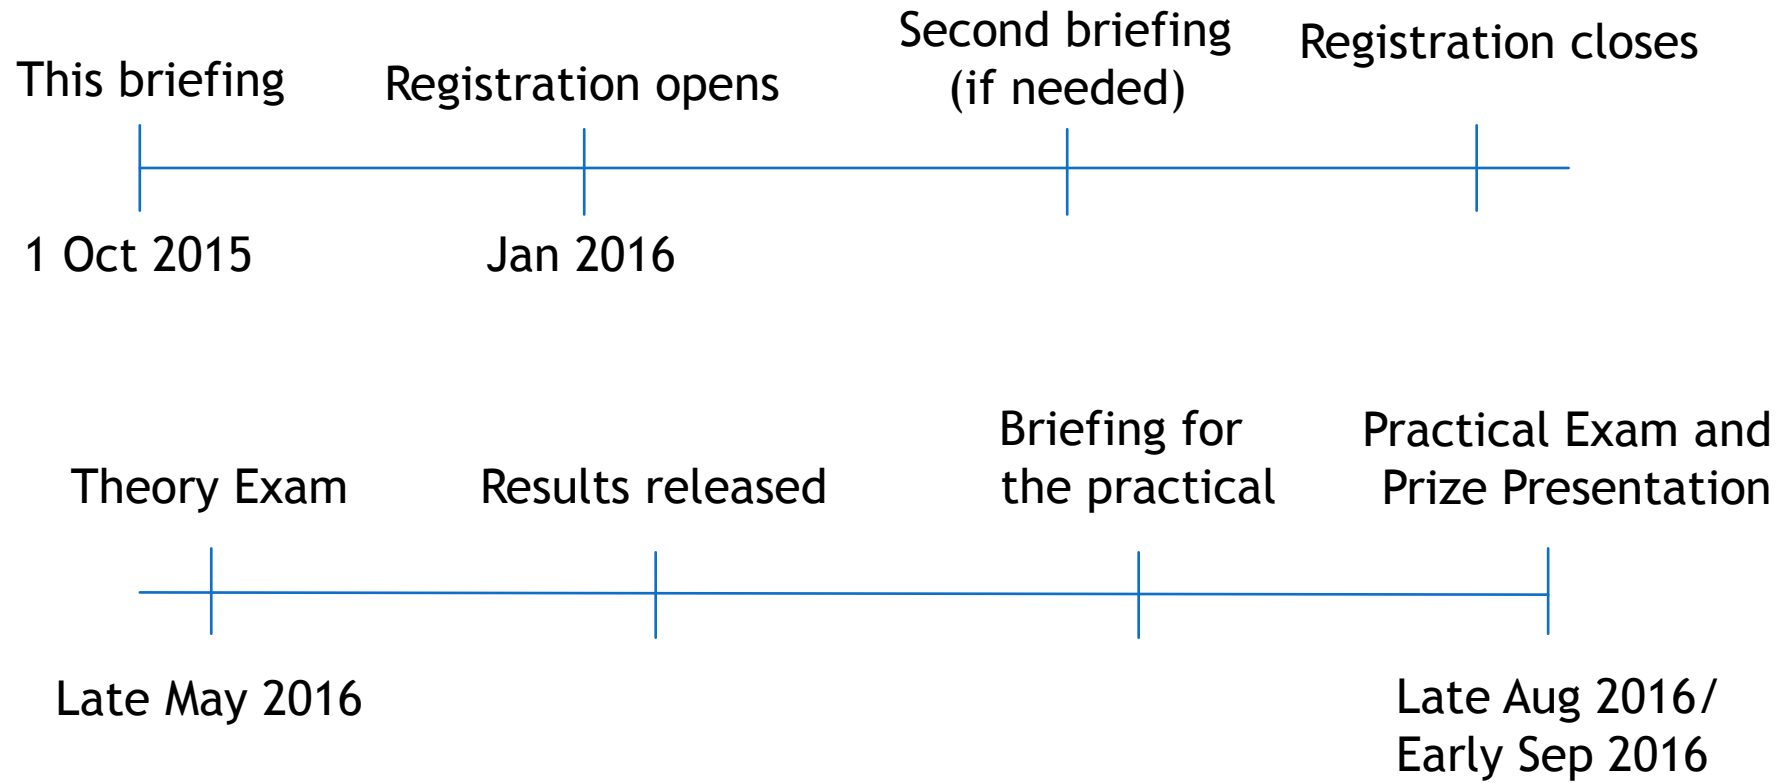 This briefing
1 Oct 2015
Registration opens
Jan 2016
Second briefing
(if needed)
Registration closes
Theory Exam
Late May 2016
Results released
Briefing for
the practical
Practical Exam and
Prize Presentation
Late Aug 2016/
Early Sep 2016